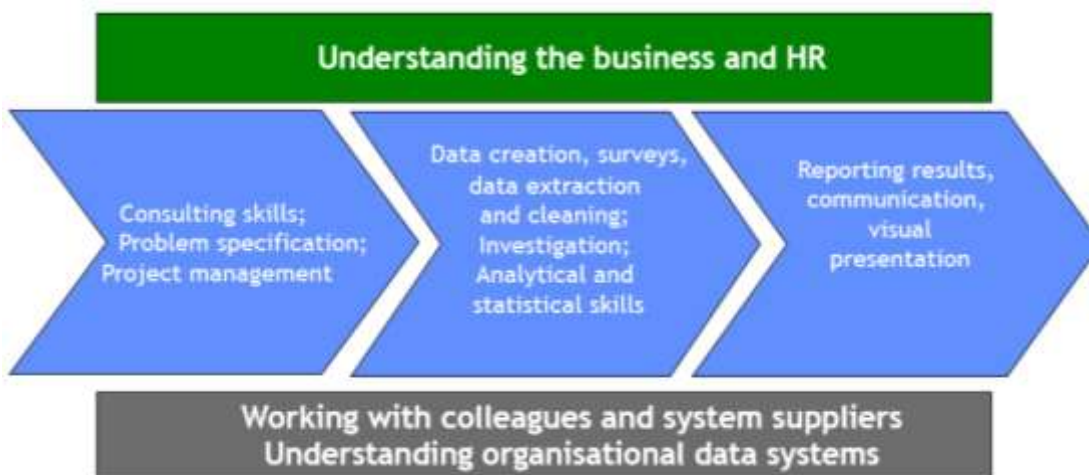 Understanding the business and HR
Consulting skills;
Problem specification;
Project management
Data creation, surveys,
data extraction
and cleaning;
Investigation;
Analytical and
statistical skills
Reporting results,
communication,
visual
presentation
Working with colleagues and system suppliers
Understanding organisational data systems